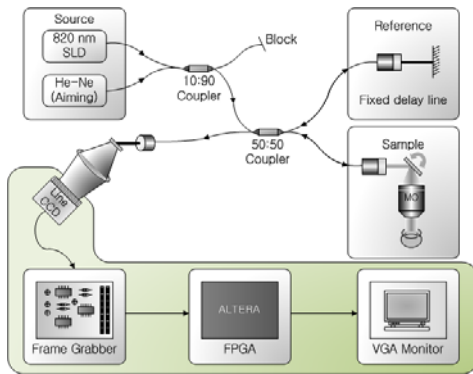 Source
820 nm
SLD
He-Ne
(Aiming)
10:90
Coupler
Block
Reference
Fixed delay line
50:50
Coupler
Sample
MO
Line
CCD
Frame Grabber
ALTERA
FPGA
VGA Monitor